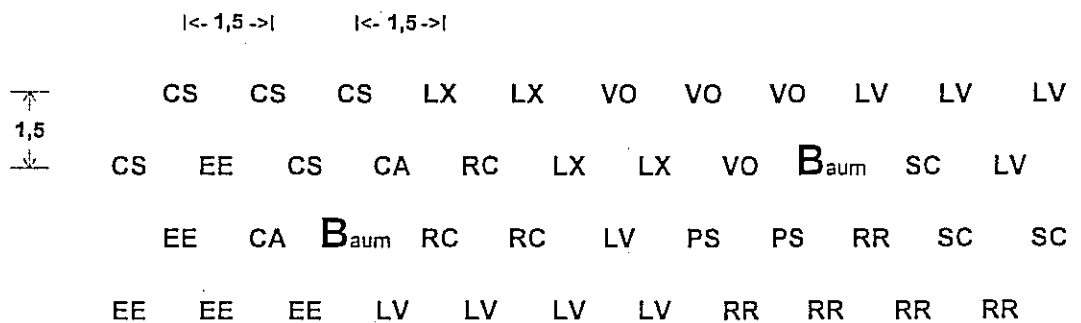 |<- 1,5 ->| |<- 1,5 ->|
CS CS CS LX LX VO VO VO LV LV LV
1,5
CS EE CS CA RC LX LX VO Baum SC LV
EE CA Baum RC RC LV PS PS RR SC SC
EE EE EE LV LV LV LV RR RR RR RR